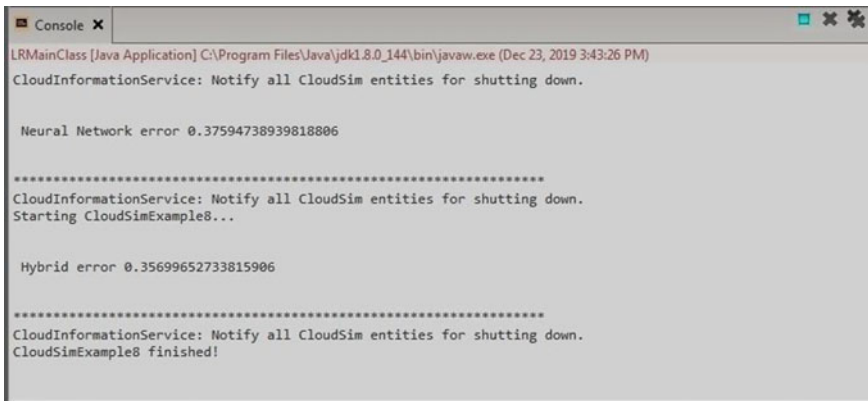 Console
LRMainClass [Java Application] C:\Program Files\Java\jdk1.8.0_144\bin\javaw.exe (Dec 23, 2019 3:43:26 PM)
CloudInformationService: Notify all CloudSim entities for shutting down.
Neural Network error 0.37594738939818806
*******************************************************************
CloudInformationService: Notify all CloudSim entities for shutting down.
Starting CloudSimExample8...
Hybrid error 0.35699652733815906
*******************************************************************
CloudInformationService: Notify all CloudSim entities for shutting down.
CloudSimExample8 finished!